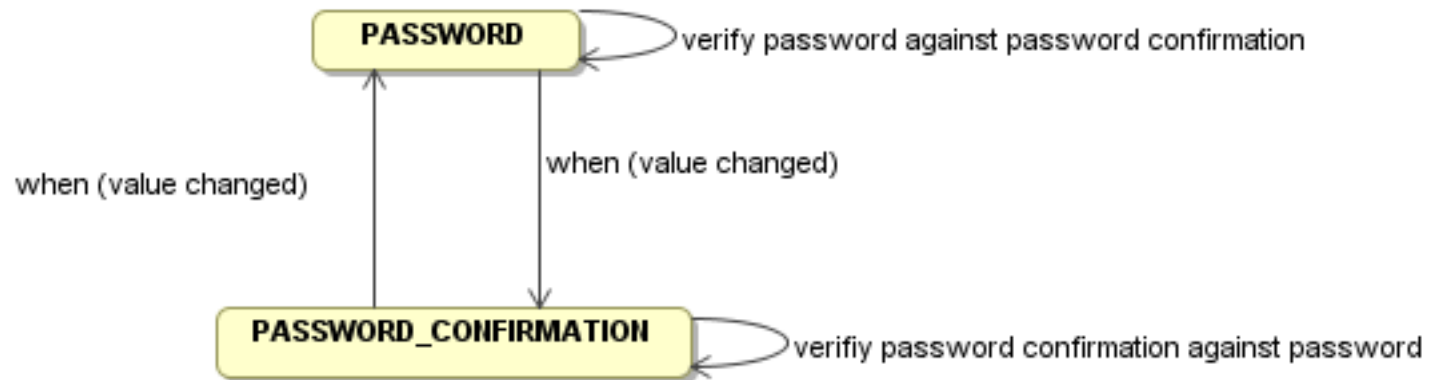 PASSWORD
verify password against password confirmation
when (value changed)
when (value changed)
PASSWORD_CONFIRMATION
verifiy password confirmation against password